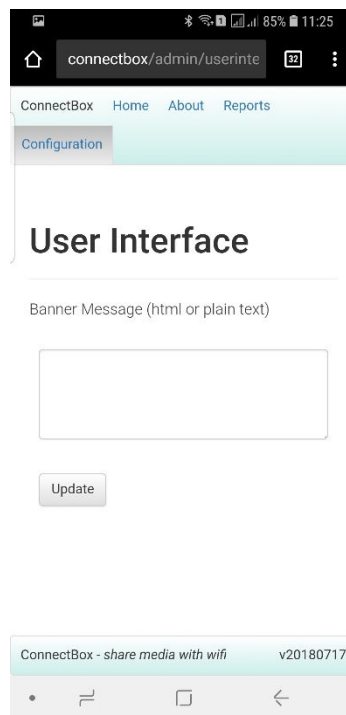 85% 11:25
connectbox/admin/userinte 32
ConnectBox Home About Reports
Configuration
User Interface
Banner Message (html or plain text)
Update
ConnectBox - share media with wifi v20180717